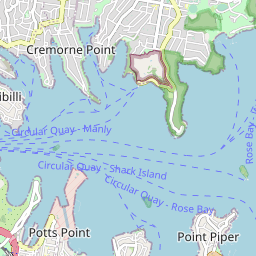 Cremorne Point
ibilli
Circular Quay - Manly
Circular Quay - Shack Island
Circular Quay - Rose Bay
Rose Bay -
Potts Point
Point Piper